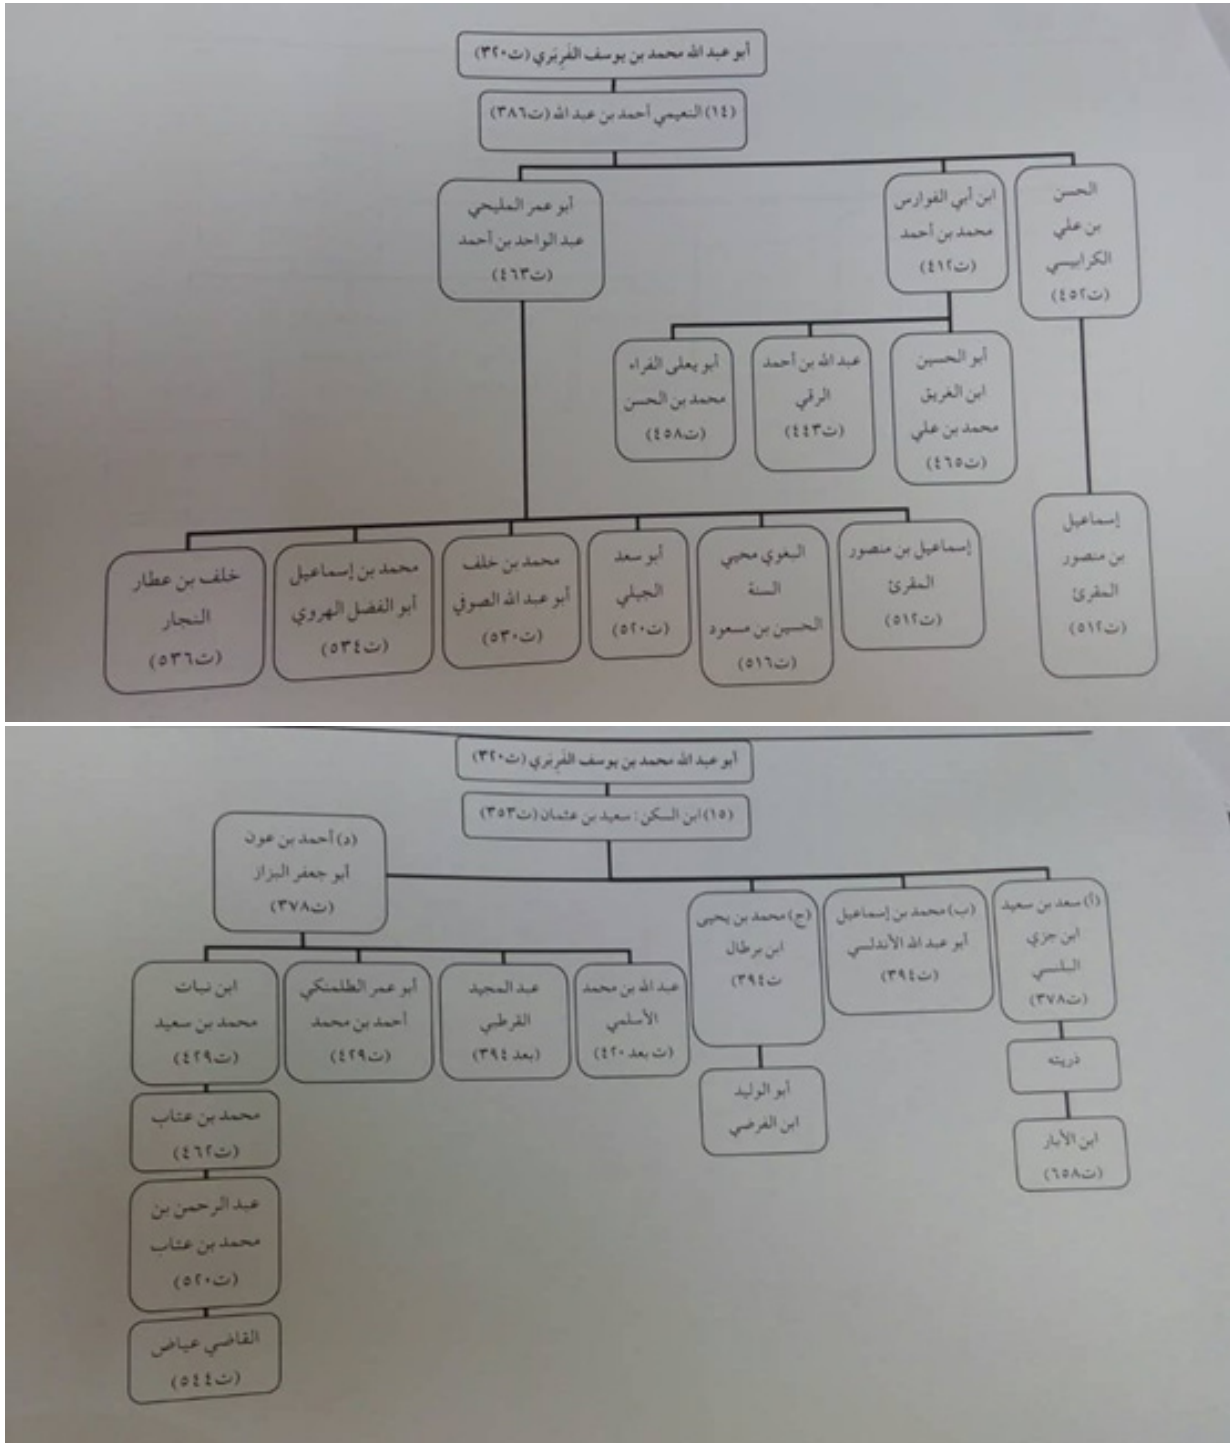 أبو عبد الله محمد بن يوسف الفَرَبْري (ت٣٢٠)
(١٤) النعيمي أحمد بن عبد الله (ت٣٨٦)
الحسن
بن علي
الكرابيسي
(ت٤٥٢)
ابن أبي الفوارس
محمد بن أحمد
(ت٤١٢)
أبو عمر المليحي
عبد الواحد بن أحمد
(ت٤٦٣)
أبو الحسين
ابن الغريق
محمد بن علي
(ت٤٦٥)
عبد الله بن أحمد
الرقي
(ت٤٤٣)
أبو يعلى الفراء
محمد بن الحسن
(ت٤٥٨)
إسماعيل
بن منصور
المقرئ
(ت٥١٢)
إسماعيل بن منصور
المقرئ
(ت٥١٢)
البغوي محيي
السنة
الحسين بن مسعود
(ت٥١٦)
أبو سعد
الجيلي
(ت٥٢٠)
محمد بن خلف
أبو عبد الله الصوفي
(ت٥٣٠)
محمد بن إسماعيل
أبو الفضل الهروي
(ت٥٣٤)
خلف بن عطار
النجار
(ت٥٣٦)
أبو عبد الله محمد بن يوسف الفَرَبْري (ت٣٢٠)
(١٥) ابن السكن: سعيد بن عثمان (ت٣٥٣)
(أ) سعد بن سعيد
ابن جزي
البلنسي
(ت٣٧٨)
(ب) محمد بن إسماعيل
أبو عبد الله الأندلسي
(ت٣٩٤)
(ج) محمد بن يحيى
ابن برطال
ت٣٩٤)
(د) أحمد بن عون
أبو جعفر البزاز
(ت٣٧٨)
ذريته
ابن الأبار
(ت٦٥٨)
أبو الوليد
ابن الفرضي
عبد الله بن محمد
الأسلمي
(ت بعد ٤٢٠)
عبد المجيد
القرطبي
(بعد ٣٩٤)
أبو عمر الطلمنكي
أحمد بن محمد
(ت٤٢٩)
ابن نبات
محمد بن سعيد
(ت٤٢٩)
محمد بن عتاب
(ت٤٦٢)
عبد الرحمن بن
محمد بن عتاب
(ت٥٢٠)
القاضي عياض
(ت٥٤٤)